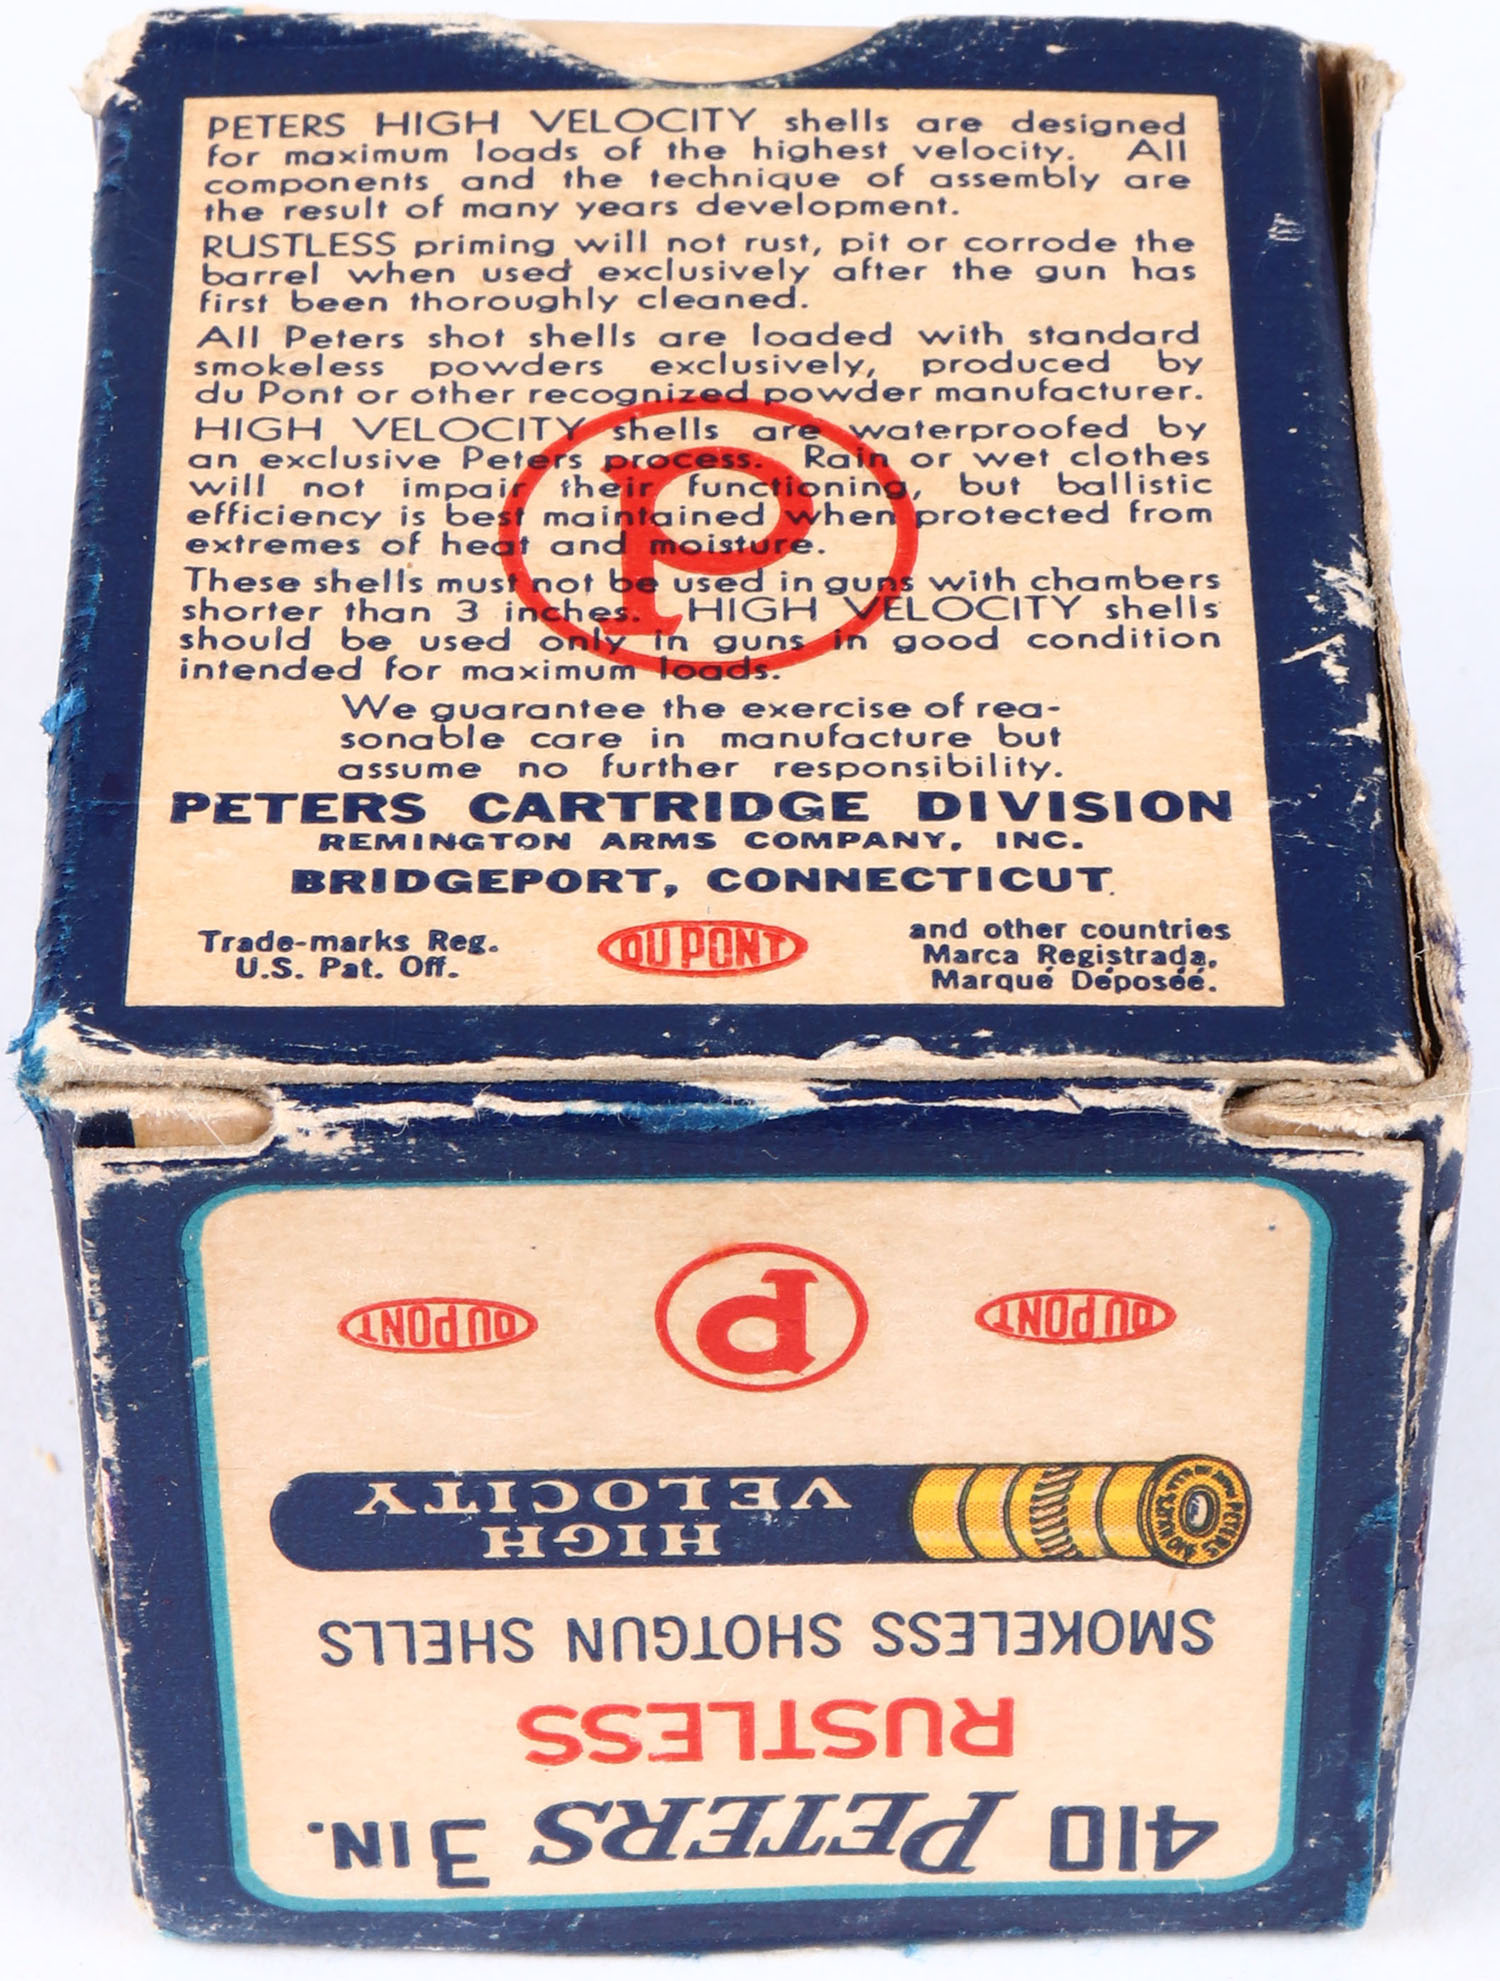 PETERS HIGH VELOCITY shells are designed
for maximum loads of the highest velocity. All
components and the technique of assembly are
the result of many years development.
RUSTLESS priming will not rust, pit or corrode the
barrel when used exclusively after the gun has
first been thoroughly cleaned.
All Peters shot shells are loaded with standard
smokeless powders exclusively, produced by
du Pont or other recognized powder manufacturer.
HIGH VELOCITY shells are waterproofed by
an exclusive Peters process. Rain or wet clothes
will not impair their functioning, but ballistic
efficiency is best maintained when protected from
extremes of heat and moisture.
These shells must not be used in guns with chambers
shorter than 3 inches. HIGH VELOCITY shells
should be used only in guns in good condition
intended for maximum loads.
P
We guarantee the exercise of rea-
sonable care in manufacture but
assume no further responsibility.
PETERS CARTRIDGE DIVISION
REMINGTON ARMS COMPANY, INC.
BRIDGEPORT, CONNECTICUT.
Trade-marks Reg.
U.S. Pat. Off.
DU PONT
and other countries
Marca Registrada,
Marqué Déposéé.
410 PETERS 3 IN.
RUSTLESS
SMOKELESS SHOTGUN SHELLS
HIGH
VELOCITY
PETERS
DU PONT
P
DU PONT